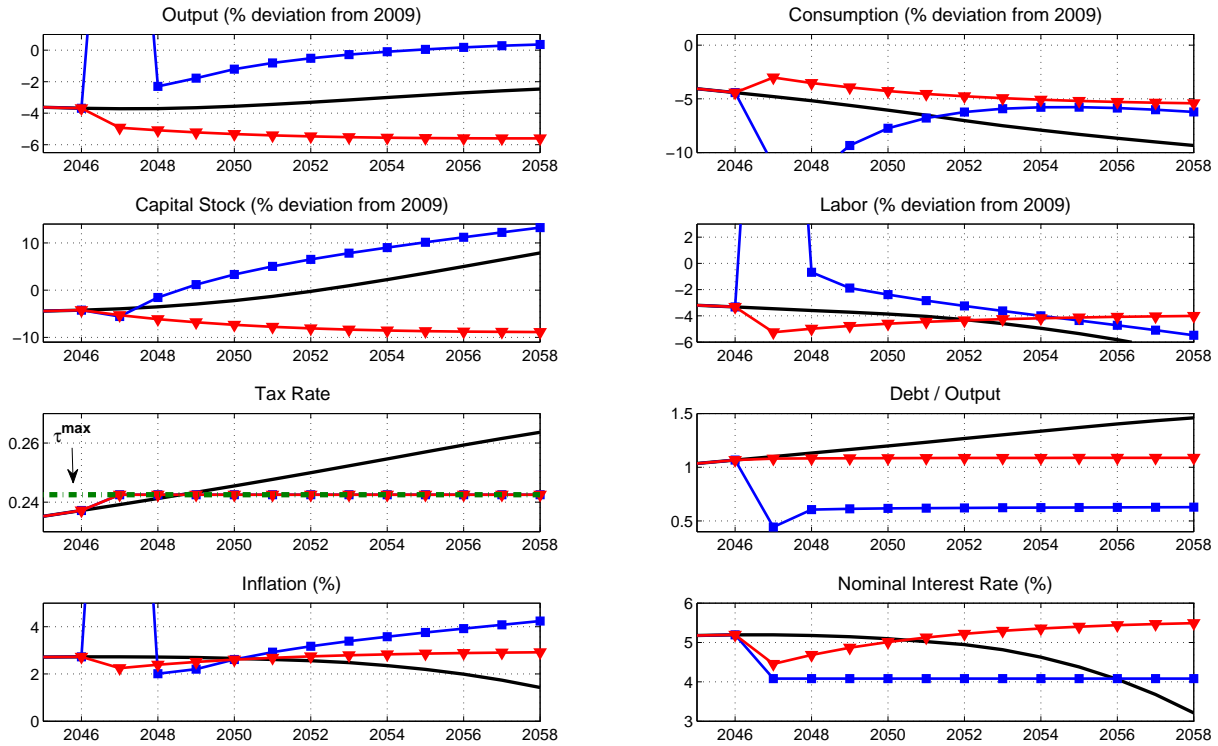 Output (% deviation from 2009)
0
−2
−4
−6
2046 2048 2050 2052 2054 2056 2058
Consumption (% deviation from 2009)
0
−5
−10
2046 2048 2050 2052 2054 2056 2058
Capital Stock (% deviation from 2009)
10
0
−10
2046 2048 2050 2052 2054 2056 2058
Labor (% deviation from 2009)
2
0
−2
−4
−6
2046 2048 2050 2052 2054 2056 2058
Tax Rate
τmax
0.26
0.24
2046 2048 2050 2052 2054 2056 2058
Debt / Output
1.5
1
0.5
2046 2048 2050 2052 2054 2056 2058
Inflation (%)
4
2
0
2046 2048 2050 2052 2054 2056 2058
Nominal Interest Rate (%)
6
5
4
3
2046 2048 2050 2052 2054 2056 2058